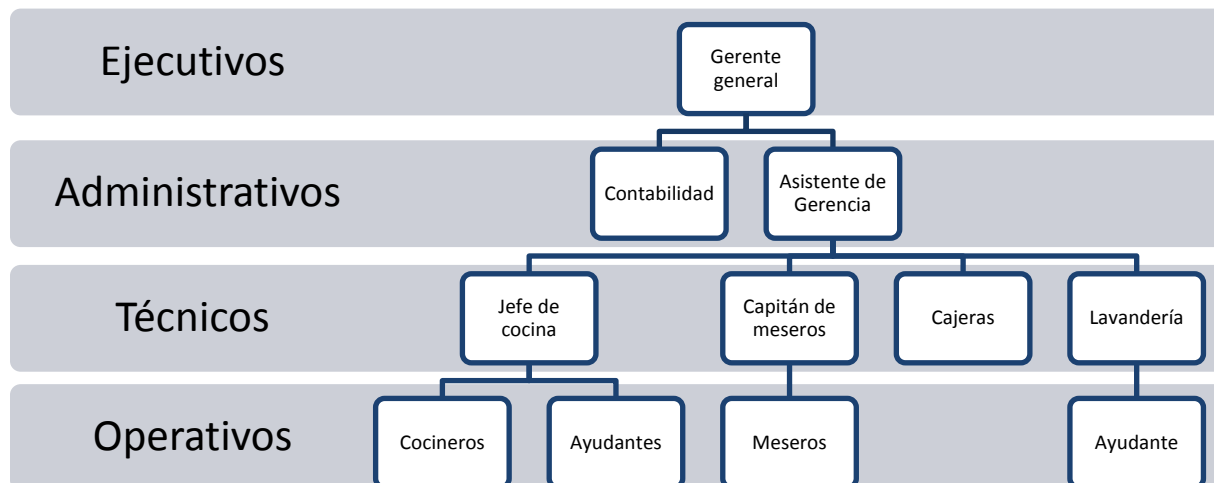 Ejecutivos
Gerente
general
Administrativos
Contabilidad
Asistente de
Gerencia
Técnicos
Jefe de
cocina
Capitán de
meseros
Cajeras
Lavandería
Operativos
Cocineros
Ayudantes
Meseros
Ayudante